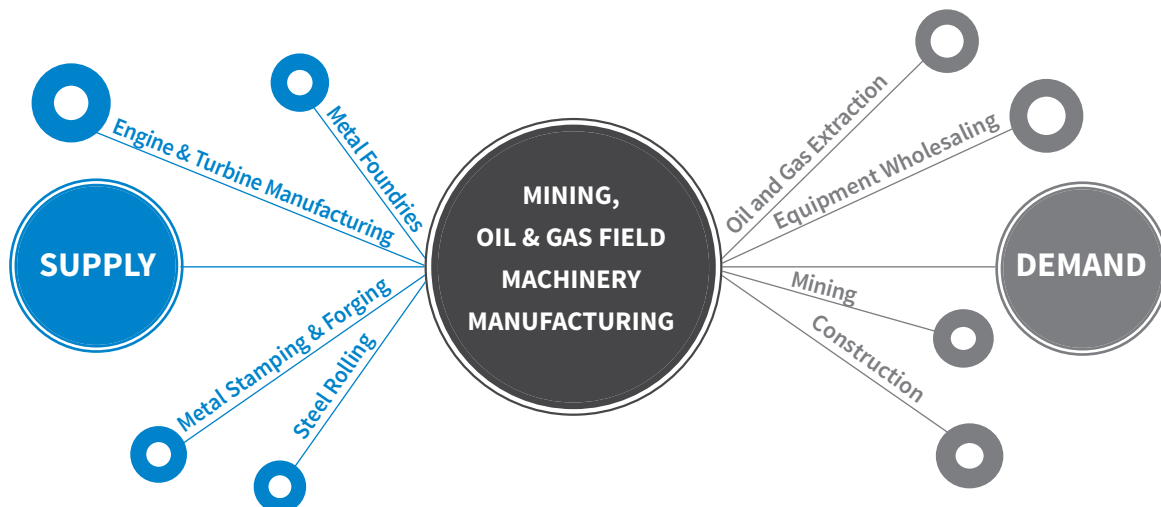 Metal Foundries
Engine & Turbine Manufacturing
SUPPLY
Metal Stamping & Forging
Steel Rolling
MINING,
OIL & GAS FIELD
MACHINERY
MANUFACTURING
Oil and Gas Extraction
Equipment Wholesaling
DEMAND
Mining
Construction